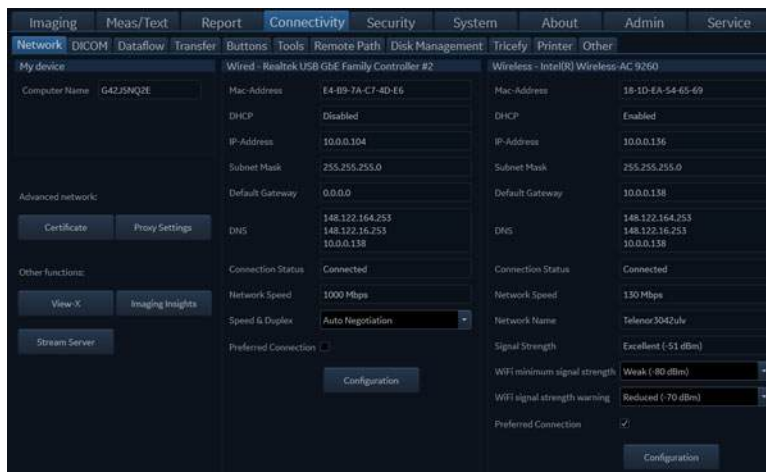 Imaging Meas/Text Report Connectivity Security System About Admin Service
Network DICOM Dataflow Transfer Buttons Tools Remote Path Disk Management Tricefy Printer Other
My device
Computer Name G42JSNQ2E
Advanced network:
Certificate Proxy Settings
Other functions:
View-X Imaging Insights
Stream Server
Wired - Realtek USB GbE Family Controller #2
Mac-Address E4-B9-7A-C7-4D-E6
DHCP Disabled
IP-Address 10.0.0.104
Subnet Mask 255.255.255.0
Default Gateway 0.0.0.0
DNS 148.122.164.253
148.122.16.253
10.0.0.138
Connection Status Connected
Network Speed 1000 Mbps
Speed & Duplex Auto Negotiation
Preferred Connection
Configuration
Wireless - Intel(R) Wireless-AC 9260
Mac-Address 18-1D-EA-54-65-69
DHCP Enabled
IP-Address 10.0.0.136
Subnet Mask 255.255.255.0
Default Gateway 10.0.0.138
DNS 148.122.164.253
148.122.16.253
10.0.0.138
Connection Status Connected
Network Speed 130 Mbps
Network Name Telenor3042ulv
Signal Strength Excellent (-51 dBm)
WiFi minimum signal strength Weak (-80 dBm)
WiFi signal strength warning Reduced (-70 dBm)
Preferred Connection
Configuration